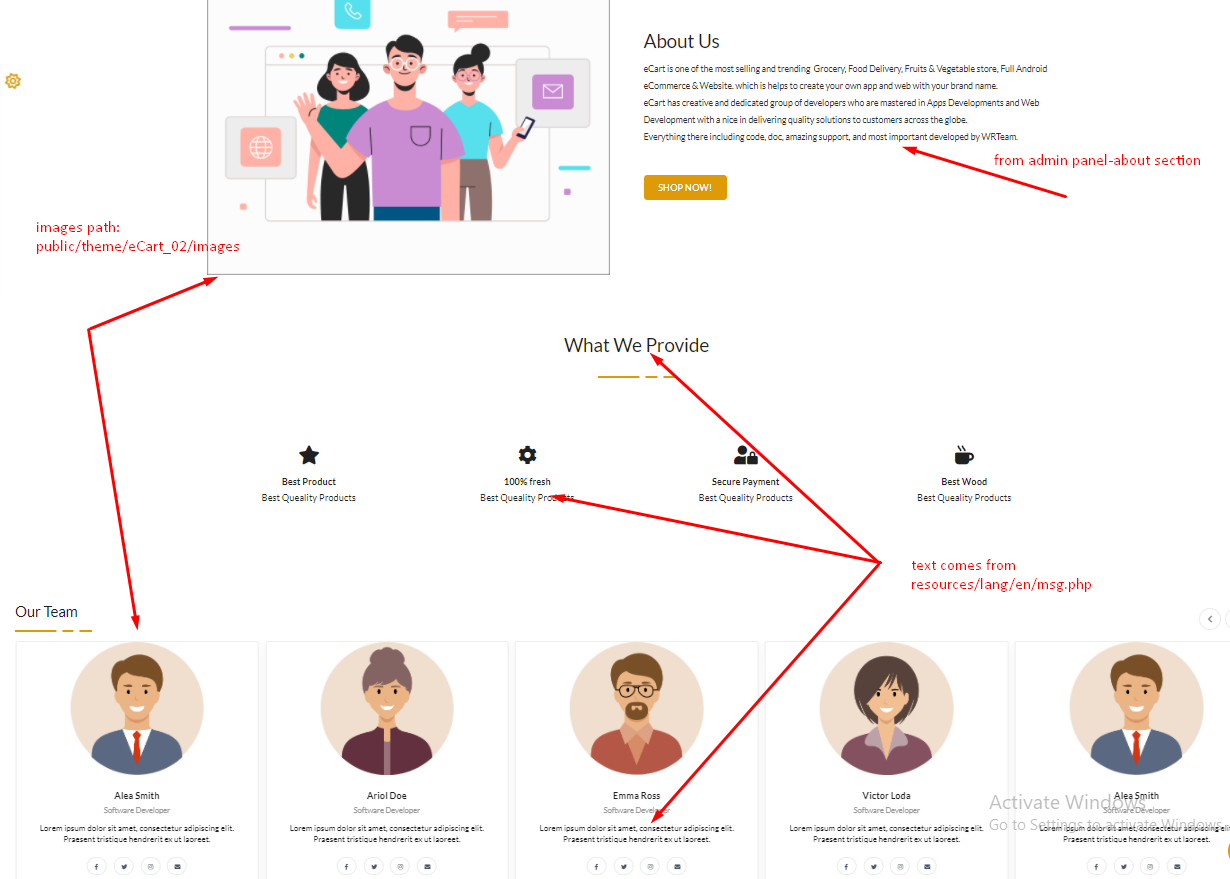 About Us
eCart is one of the most selling and trending Grocery, Food Delivery, Fruits & Vegetable store, Full Android
eCommerce & Website. which is helps to create your own app and web with your brand name.
eCart has creative and dedicated group of developers who are mastered in Apps Developments and Web
Development with a nice in delivering quality solutions to customers across the globe.
Everything there including code, doc, amazing support, and most important developed by WRTeam.
from admin panel-about section
SHOP NOW!
images path:
public/theme/eCart_02/images
What We Provide
Best Product
Best Queality Products
100% fresh
Best Queality Products
Secure Payment
Best Queality Products
Best Wood
Best Queality Products
text comes from
resources/lang/en/msg.php
Our Team
Alea Smith
Software Developer
Lorem ipsum dolor sit amet, consectetur adipiscing elit.
Praesent tristique hendrerit ex ut laoreet.
Ariol Doe
Software Developer
Lorem ipsum dolor sit amet, consectetur adipiscing elit.
Praesent tristique hendrerit ex ut laoreet.
Emma Ross
Software Developer
Lorem ipsum dolor sit amet, consectetur adipiscing elit.
Praesent tristique hendrerit ex ut laoreet.
Victor Loda
Software Developer
Lorem ipsum dolor sit amet, consectetur adipiscing elit.
Praesent tristique hendrerit ex ut laoreet.
Alea Smith
Software Developer
Lorem ipsum dolor sit amet, consectetur adipiscing elit.
Praesent tristique hendrerit ex ut laoreet.
Activate Windows
Go to Settings to activate Windows.